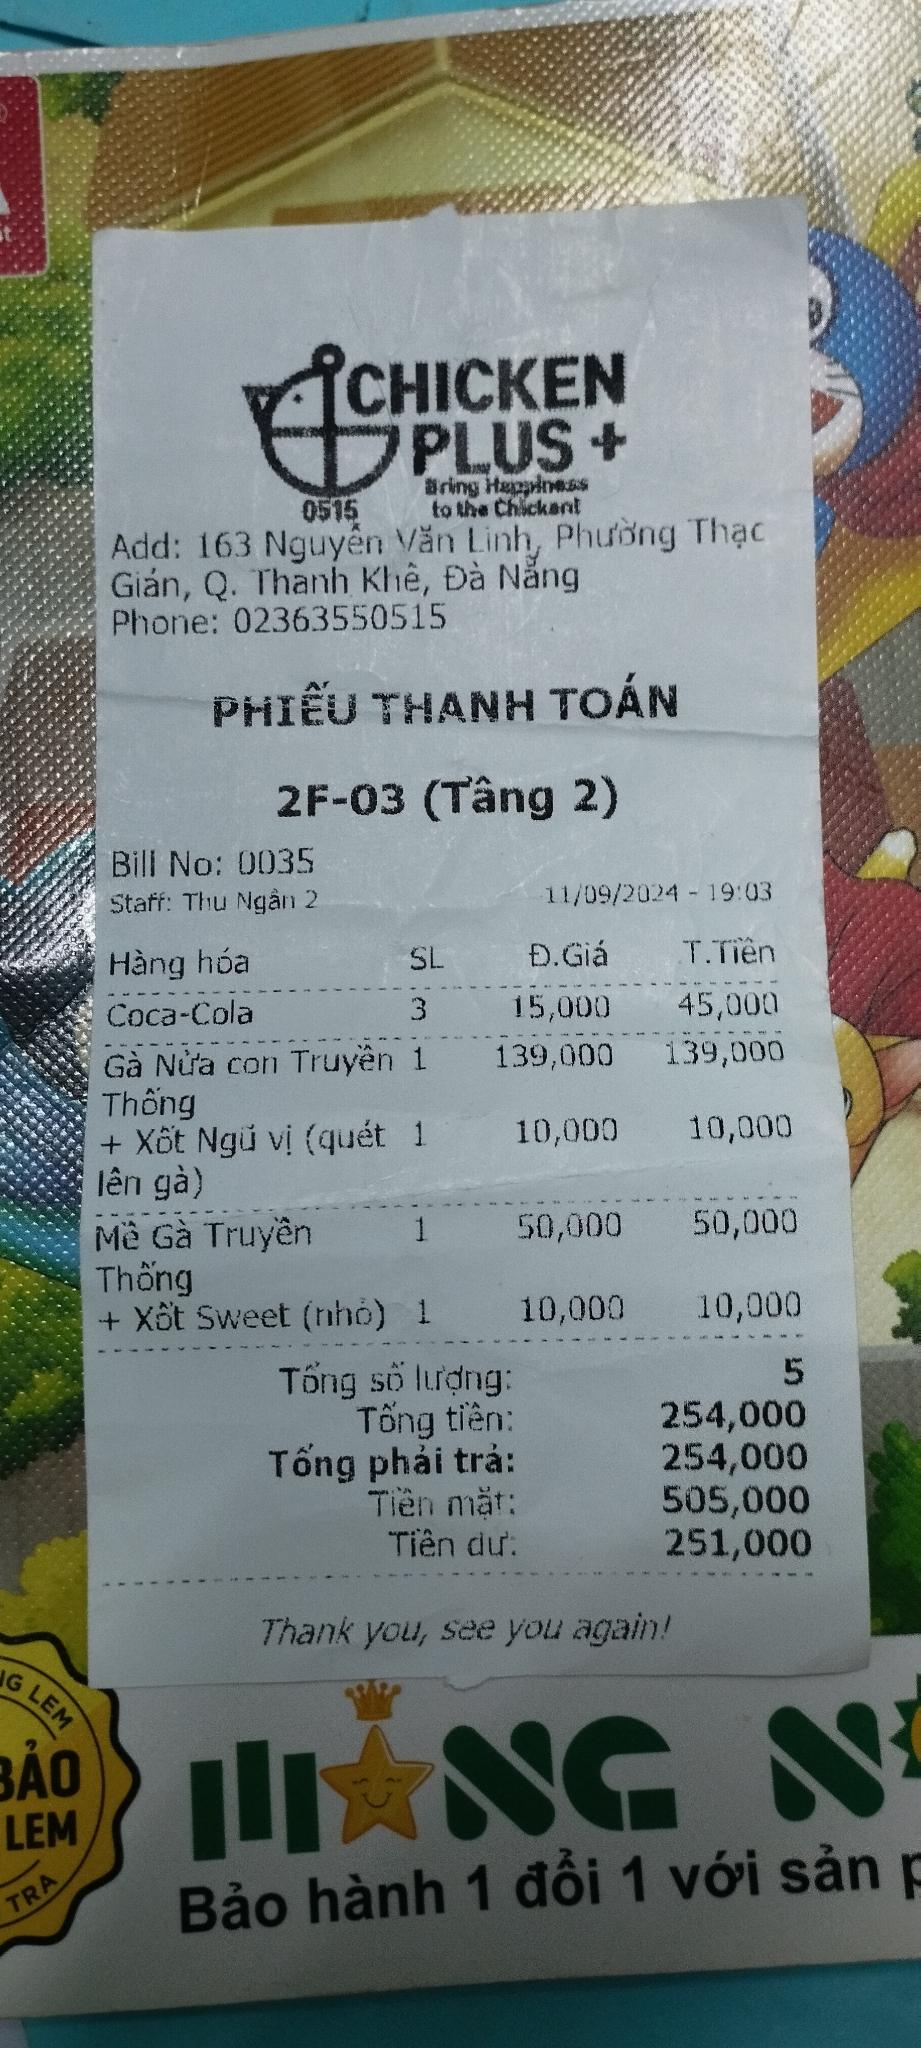 CHICKEN
PLUS +
Bring Happiness
to the Chickent
0515
Add: 163 Nguyễn Văn Linh, Phường Thạc
Gián, Q. Thanh Khê, Đà Nẵng
Phone: 02363550515
PHIẾU THANH TOÁN
2F-03 (Tầng 2)
Bill No: 0035
Staff: Thu Ngân 2 11/09/2024 - 19:03
Hàng hóa SL Đ.Giá T.Tiền
Coca-Cola 3 15,000 45,000
Gà Nửa con Truyền 1 139,000 139,000
Thống
+ Xốt Ngũ vị (quét 1 10,000 10,000
lên gà)
Mề Gà Truyền 1 50,000 50,000
Thống
+ Xốt Sweet (nhỏ) 1 10,000 10,000
Tổng số lượng: 5
Tổng tiền: 254,000
Tổng phải trả: 254,000
Tiền mặt: 505,000
Tiền dư: 251,000
Thank you, see you again!
LEM
BẢO
LEM
TRA
Bảo hành 1 đổi 1 với sản